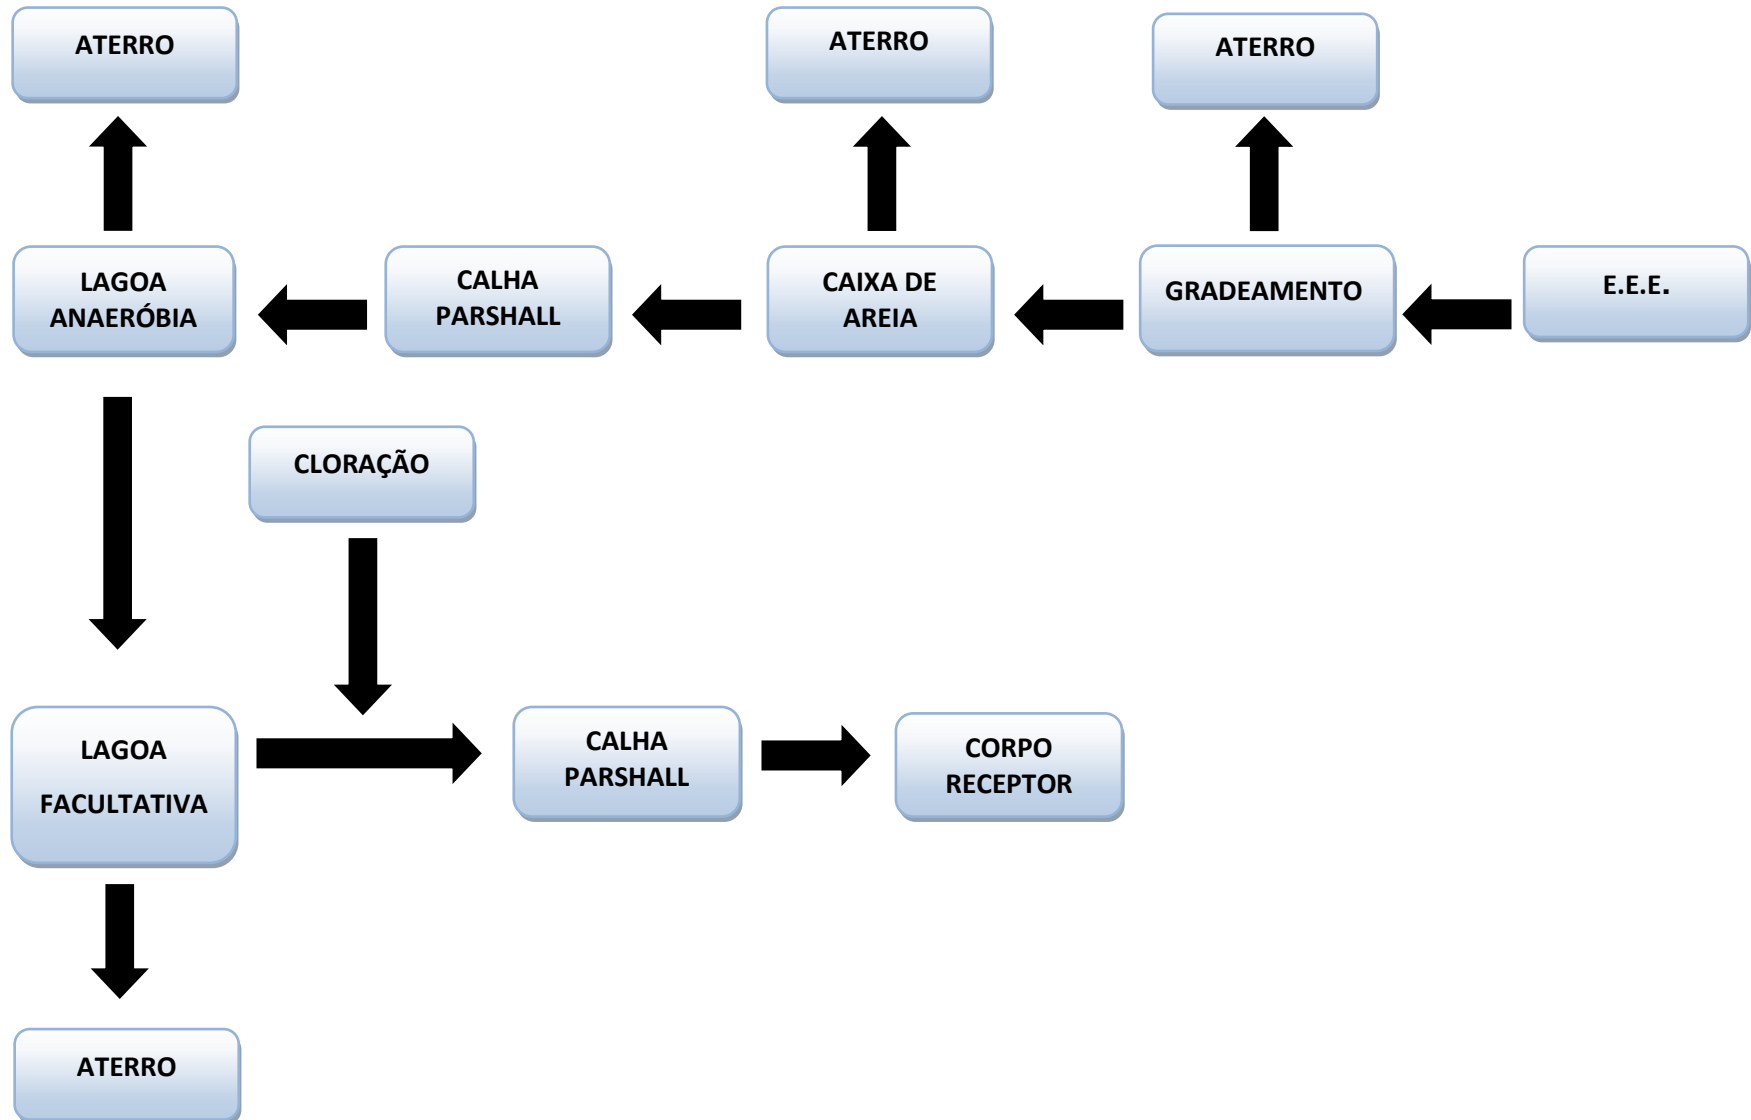 ATERRO
ATERRO
ATERRO
LAGOA
ANAERÓBIA
CALHA
PARSHALL
CAIXA DE
AREIA
GRADEAMENTO
E.E.E.
CLORAÇÃO
LAGOA
FACULTATIVA
CALHA
PARSHALL
CORPO
RECEPTOR
ATERRO